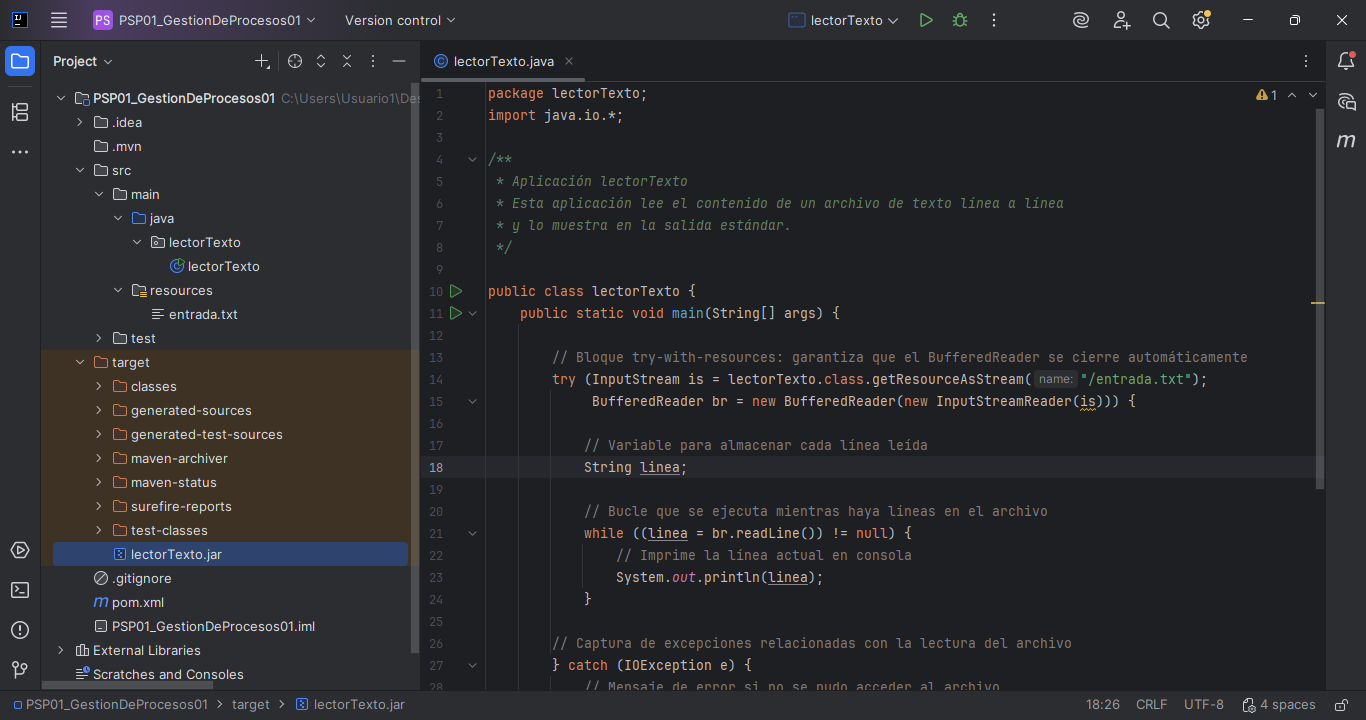 PS PSP01_GestionDeProcesos01 Version control lectorTexto
Project
PSP01_GestionDeProcesos01 C:\Users\Usuario1\Des
.idea
.mvn
src
main
java
lectorTexto
lectorTexto
resources
entrada.txt
test
target
classes
generated-sources
generated-test-sources
maven-archiver
maven-status
surefire-reports
test-classes
lectorTexto.jar
.gitignore
m pom.xml
PSP01_GestionDeProcesos01.iml
External Libraries
Scratches and Consoles
lectorTexto.java
1
1 package lectorTexto;
2 import java.io.*;
3
4 /**
5 * Aplicación lectorTexto
6 * Esta aplicación lee el contenido de un archivo de texto línea a línea
7 * y lo muestra en la salida estándar.
8 */
9
10 public class lectorTexto {
11 public static void main(String[] args) {
12
13 // Bloque try-with-resources: garantiza que el BufferedReader se cierre automáticamente
14 try (InputStream is = lectorTexto.class.getResourceAsStream( name: "/entrada.txt");
15 BufferedReader br = new BufferedReader(new InputStreamReader(is))) {
16
17 // Variable para almacenar cada línea leída
18 String linea;
19
20 // Bucle que se ejecuta mientras haya líneas en el archivo
21 while ((linea = br.readLine()) != null) {
22 // Imprime la línea actual en consola
23 System.out.println(linea);
24 }
25
26 // Captura de excepciones relacionadas con la lectura del archivo
27 } catch (IOException e) {
28 // Mensaje de error si no se pudo acceder al archivo
m
PSP01_GestionDeProcesos01 > target > lectorTexto.jar
18:26 CRLF UTF-8 4 spaces